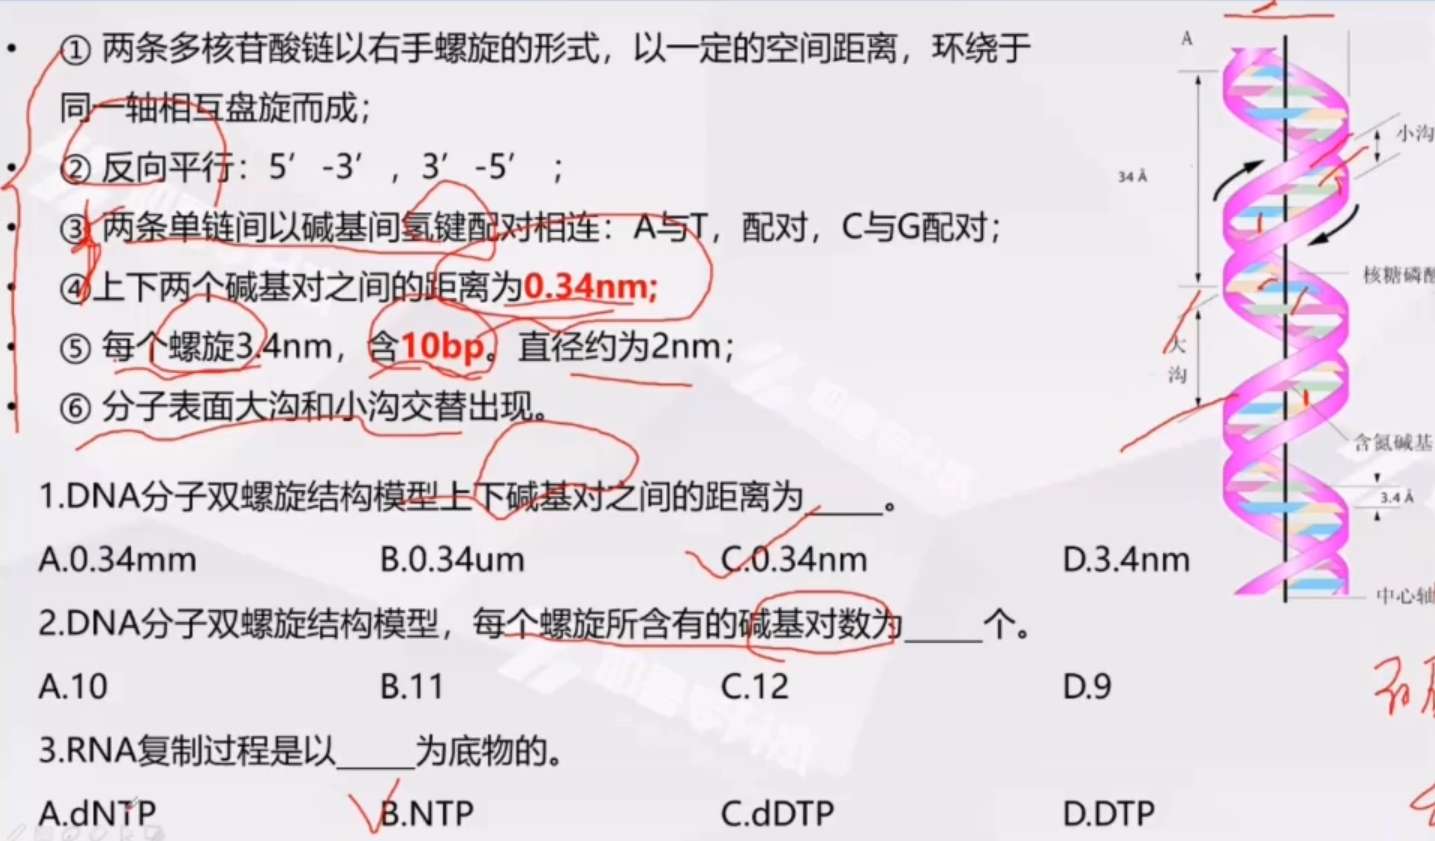 ① 两条多核苷酸链以右手螺旋的形式，以一定的空间距离，环绕于
同一轴相互盘旋而成；
② 反向平行：5′ -3′ ，3′ -5′ ；
③ 两条单链间以碱基间氢键配对相连：A与T，配对，C与G配对；
④上下两个碱基对之间的距离为0.34nm;
⑤ 每个螺旋3.4nm，含10bp。直径约为2nm；
⑥ 分子表面大沟和小沟交替出现。
1.DNA分子双螺旋结构模型上下碱基对之间的距离为_____。
A.0.34mm B.0.34um C.0.34nm D.3.4nm
2.DNA分子双螺旋结构模型，每个螺旋所含有的碱基对数为_____个。
A.10 B.11 C.12 D.9
3.RNA复制过程是以_____为底物的。
A.dNTP B.NTP C.dDTP D.DTP
A
小沟
34 Å
核糖磷酸
大沟
含氮碱基
3.4 Å
中心轴